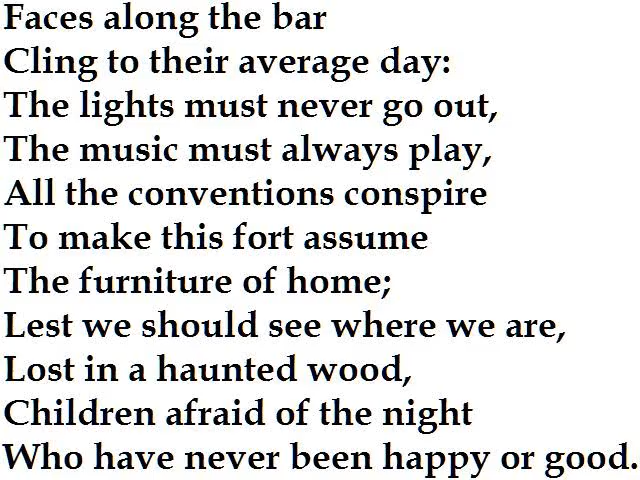 Faces along the bar
Cling to their average day:
The lights must never go out,
The music must always play,
All the conventions conspire
To make this fort assume
The furniture of home;
Lest we should see where we are,
Lost in a haunted wood,
Children afraid of the night
Who have never been happy or good.